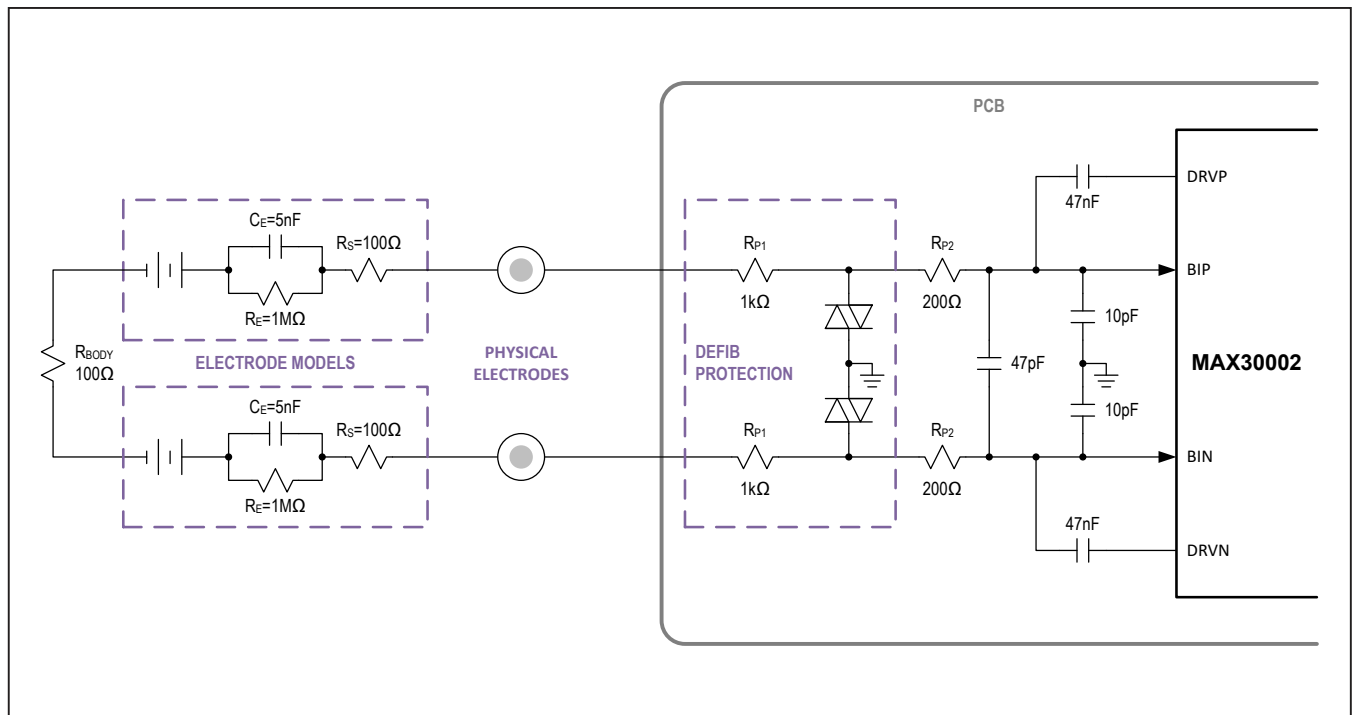 PCB
DRVP
47nF
CE=5nF
RS=100Ω
RP1
RP2
BIP
1kΩ
200Ω
RE=1MΩ
10pF
RBODY
100Ω
ELECTRODE MODELS
PHYSICAL
ELECTRODES
DEFIB
PROTECTION
47pF
MAX30002
CE=5nF
RS=100Ω
10pF
RP1
RP2
BIN
1kΩ
200Ω
RE=1MΩ
47nF
DRVN